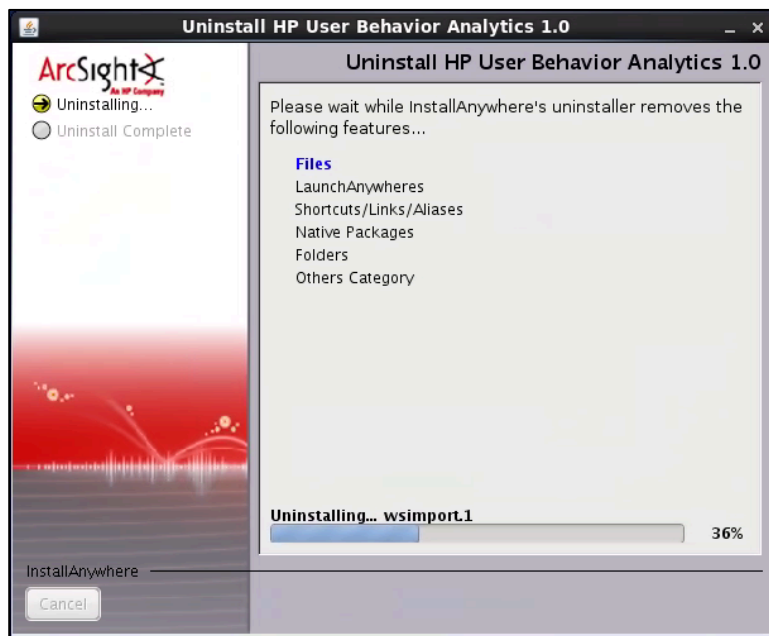 Uninstall HP User Behavior Analytics 1.0
ArcSight
An HP Company
Uninstalling...
Uninstall Complete
Uninstall HP User Behavior Analytics 1.0
Please wait while InstallAnywhere's uninstaller removes the
following features...
Files
LaunchAnywheres
Shortcuts/Links/Aliases
Native Packages
Folders
Others Category
Uninstalling... wsimport.1
36%
InstallAnywhere
Cancel